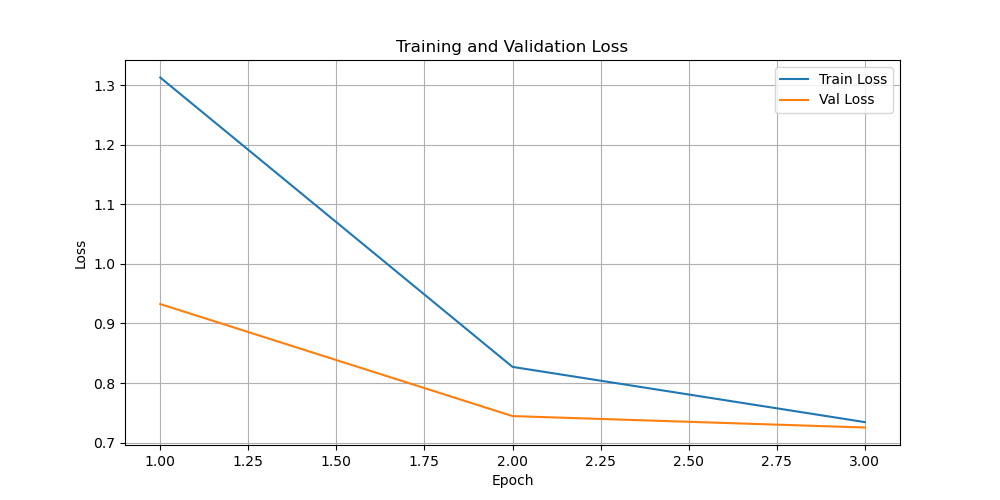 Training and Validation Loss
Train Loss
Val Loss
1.3
1.2
1.1
1.0
0.9
0.8
0.7
Loss
1.00 1.25 1.50 1.75 2.00 2.25 2.50 2.75 3.00
Epoch